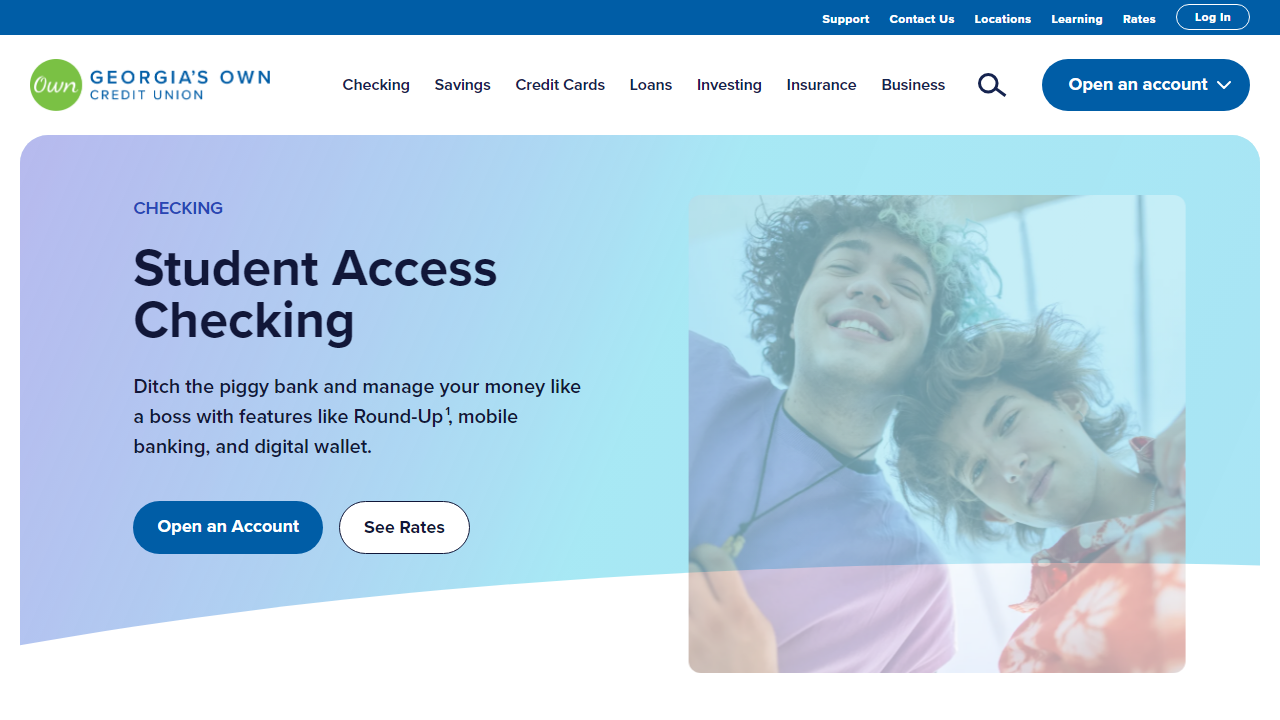 Support Contact Us Locations Learning Rates Log In
Own GEORGIA'S OWN
CREDIT UNION
Checking Savings Credit Cards Loans Investing Insurance Business Open an account
CHECKING
Student Access
Checking
Ditch the piggy bank and manage your money like
a boss with features like Round-Up¹, mobile
banking, and digital wallet.
Open an Account See Rates